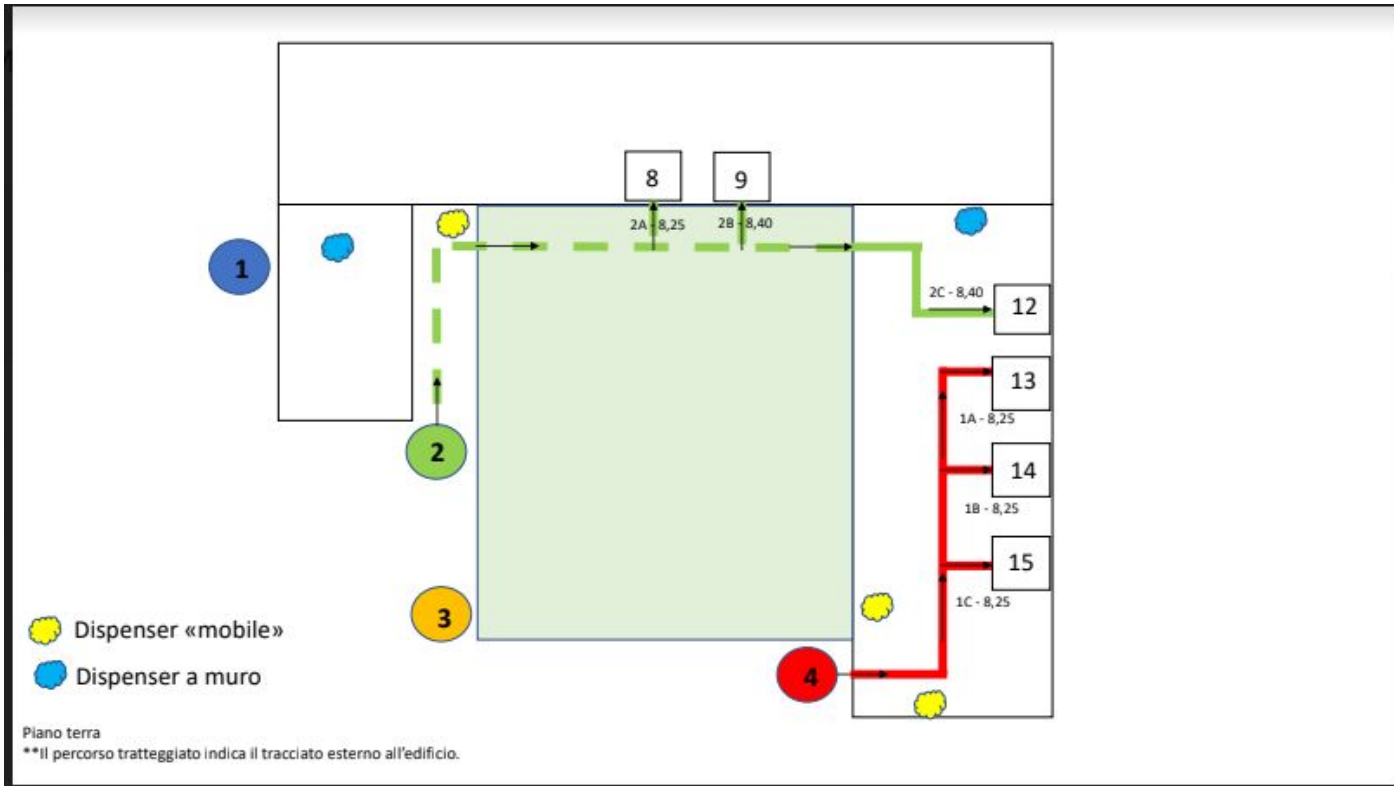 8
9
2A - 8,25
2B - 8,40
1
2C - 8,40
12
13
1A - 8,25
2
14
1B - 8,25
15
1C - 8,25
3
Dispenser «mobile»
4
Dispenser a muro
Piano terra
**Il percorso tratteggiato indica il tracciato esterno all'edificio.